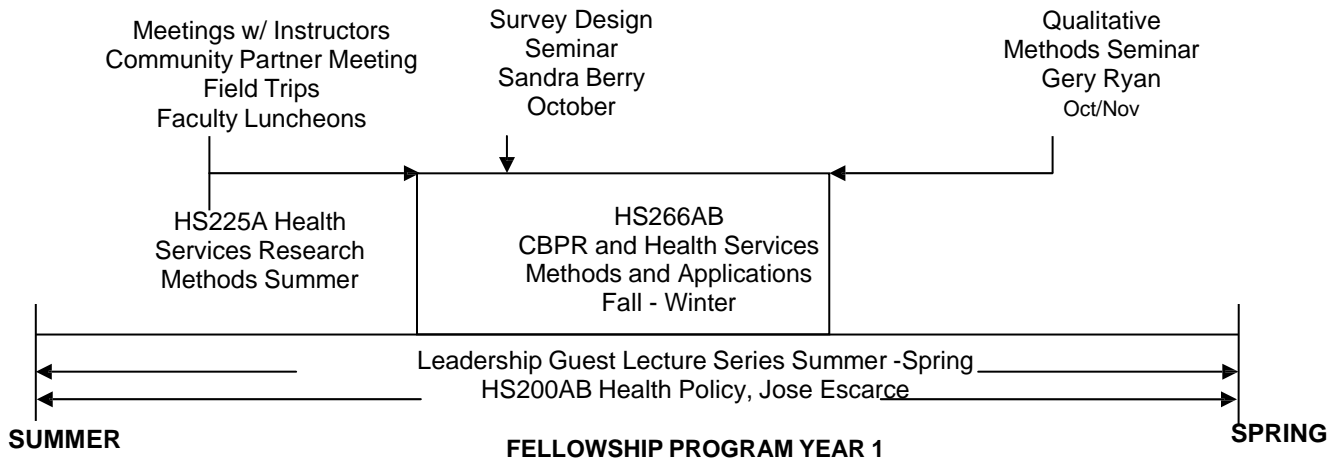 Meetings w/ Instructors
Community Partner Meeting
Field Trips
Faculty Luncheons
Survey Design
Seminar
Sandra Berry
October
Qualitative
Methods Seminar
Gery Ryan
Oct/Nov
HS225A Health
Services Research
Methods Summer
HS266AB
CBPR and Health Services
Methods and Applications
Fall - Winter
Leadership Guest Lecture Series Summer -Spring
HS200AB Health Policy, Jose Escarce
SUMMER
SPRING
FELLOWSHIP PROGRAM YEAR 1